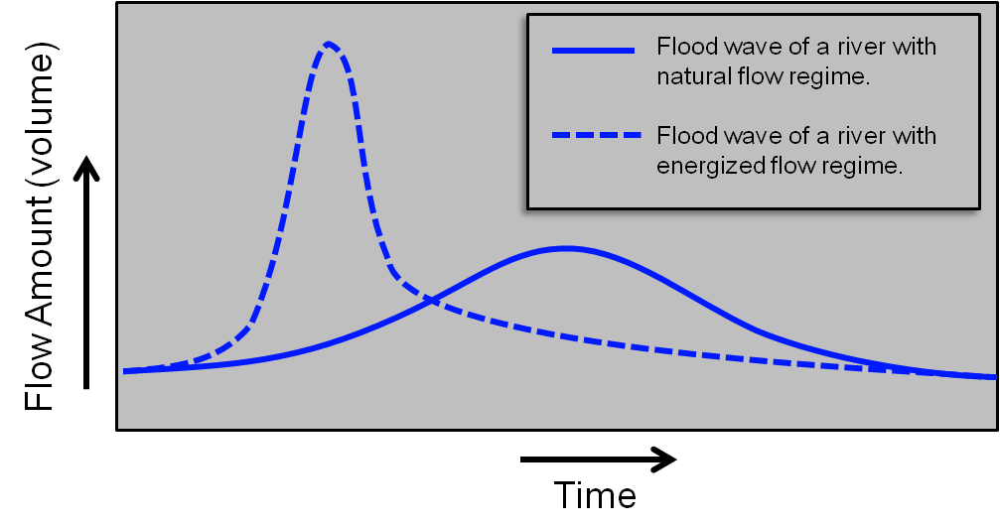 Flow Amount (volume)
Flood wave of a river with
natural flow regime.
Flood wave of a river with
energized flow regime.
Time